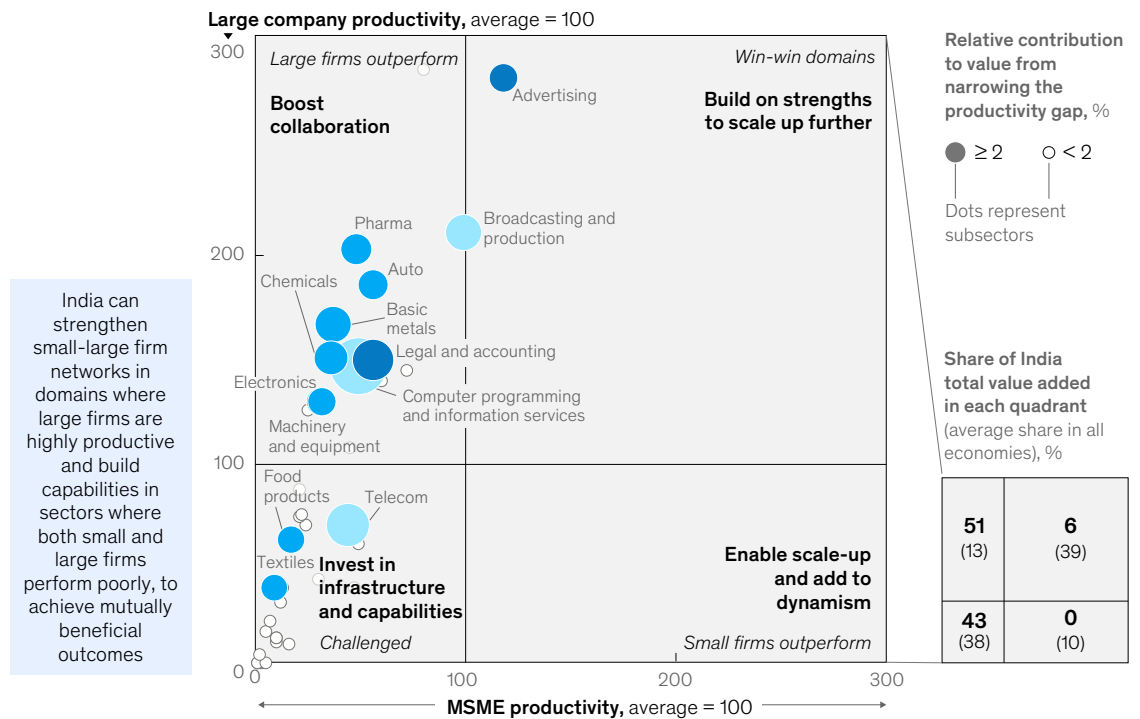 Large company productivity, average = 100
300
200
100
0
Large firms outperform
Boost
collaboration
Win-win domains
Build on strengths
to scale up further
Advertising
Broadcasting and
production
Pharma
Auto
Chemicals
Basic
metals
Legal and accounting
Computer programming
and information services
Electronics
Machinery
and equipment
Food
products
Telecom
Textiles
Invest in
infrastructure
and capabilities
Challenged
Enable scale-up
and add to
dynamism
Small firms outperform
0
100
200
300
MSME productivity, average = 100
India can
strengthen
small-large firm
networks in
domains where
large firms are
highly productive
and build
capabilities in
sectors where
both small and
large firms
perform poorly, to
achieve mutually
beneficial
outcomes
Relative contribution
to value from
narrowing the
productivity gap, %
≥ 2
< 2
Dots represent
subsectors
Share of India
total value added
in each quadrant
(average share in all
economies), %
51
(13)
6
(39)
43
(38)
0
(10)